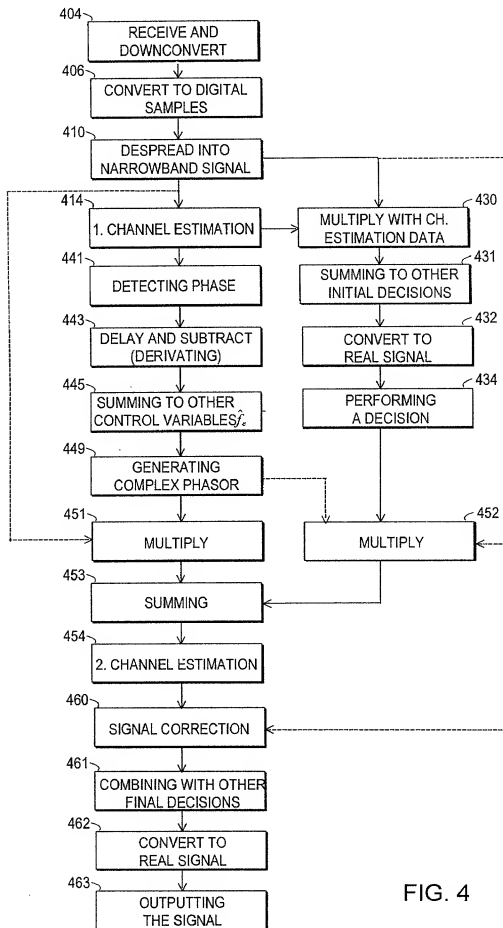 404
RECEIVE AND
DOWNCONVERT
406
CONVERT TO DIGITAL
SAMPLES
410
DESPREAD INTO
NARROWBAND SIGNAL
414
1. CHANNEL ESTIMATION
430
MULTIPLY WITH CH.
ESTIMATION DATA
441
DETECTING PHASE
431
SUMMING TO OTHER
INITIAL DECISIONS
443
DELAY AND SUBTRACT
(DERIVATING)
432
CONVERT TO
REAL SIGNAL
445
SUMMING TO OTHER
CONTROL VARIABLES f̂e
434
PERFORMING
A DECISION
449
GENERATING
COMPLEX PHASOR
451
MULTIPLY
452
MULTIPLY
453
SUMMING
454
2. CHANNEL ESTIMATION
460
SIGNAL CORRECTION
461
COMBINING WITH OTHER
FINAL DECISIONS
462
CONVERT TO
REAL SIGNAL
463
OUTPUTTING
THE SIGNAL
FIG. 4